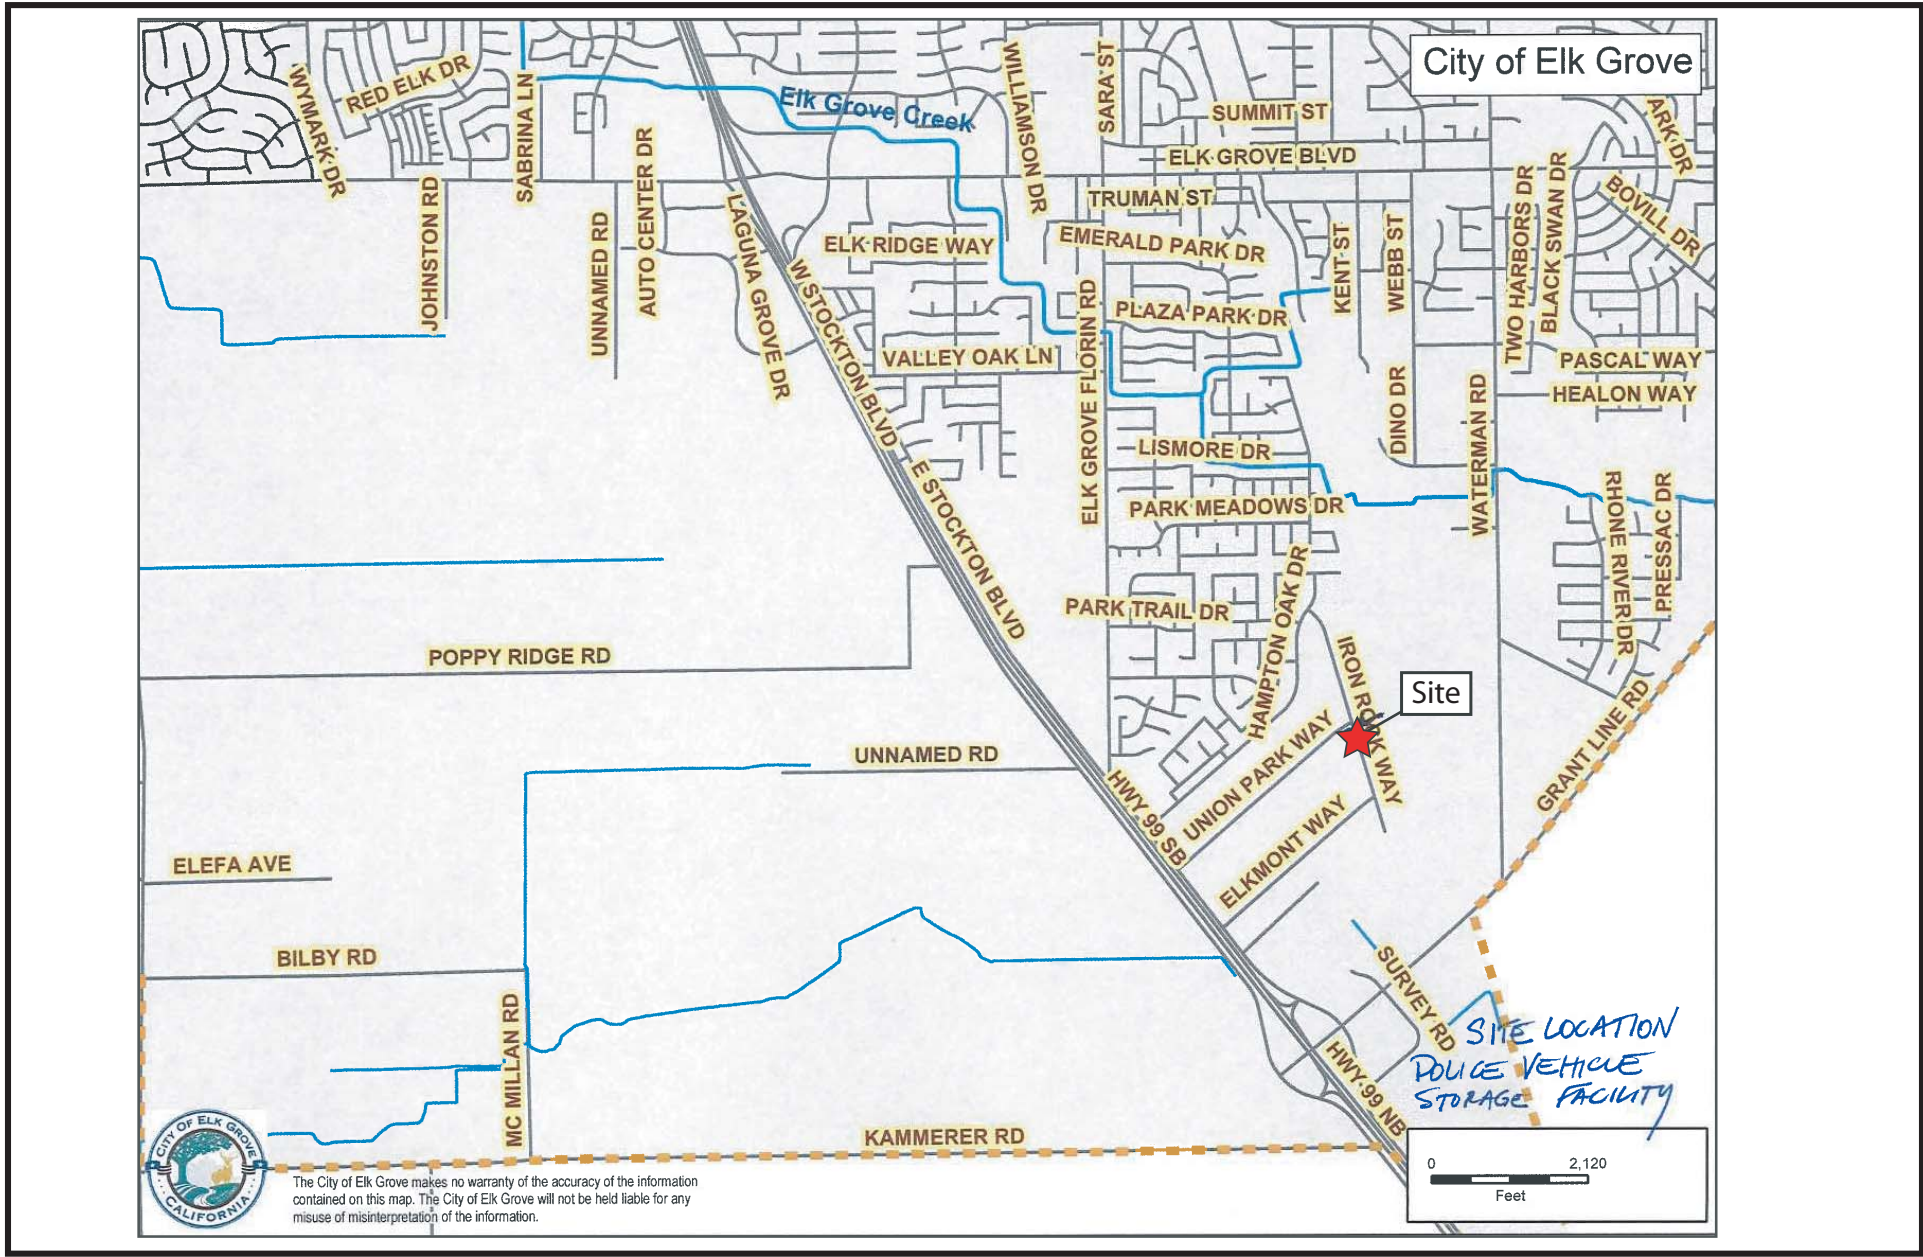 City of Elk Grove
WYMARK DR
RED ELK DR
SABRINA LN
Elk Grove Creek
WILLIAMSON DR
SARA ST
SUMMIT ST
ELK GROVE BLVD
ARK DR
JOHNSTON RD
UNNAMED RD
AUTO CENTER DR
LAGUNA GROVE DR
TRUMAN ST
ELK RIDGE WAY
EMERALD PARK DR
KENT ST
WEBB ST
TWO HARBORS DR
BLACK SWAN DR
BOVILL DR
W STOCKTON BLVD
PLAZA PARK DR
VALLEY OAK LN
ELK GROVE FLORIN RD
PASCAL WAY
HEALON WAY
DINO DR
WATERMAN RD
LISMORE DR
E STOCKTON BLVD
PARK MEADOWS DR
RHONE RIVER DR
PRESSAC DR
PARK TRAIL DR
HAMPTON OAK DR
POPPY RIDGE RD
IRON ROCK WAY
Site
UNNAMED RD
HWY 99 SB
UNION PARK WAY
GRANT LINE RD
ELKMONT WAY
ELEFA AVE
BILBY RD
MC MILLAN RD
SURVEY RD
SITE LOCATION
POLICE VEHICLE
STORAGE FACILITY
HWY 99 NB
KAMMERER RD
CITY OF ELK GROVE
CALIFORNIA
The City of Elk Grove makes no warranty of the accuracy of the information
contained on this map. The City of Elk Grove will not be held liable for any
misuse of misinterpretation of the information.
0 2,120
Feet